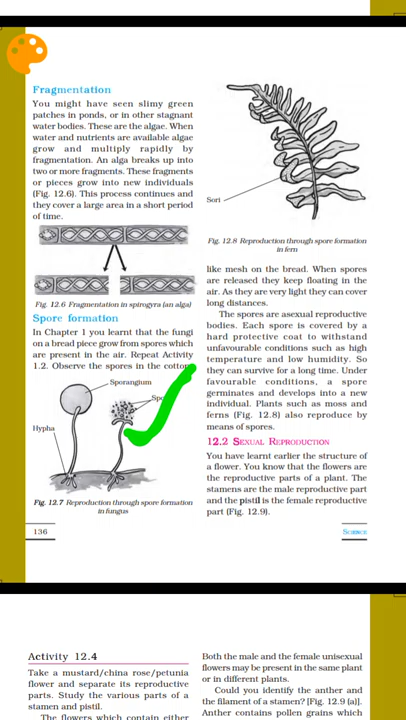 Fragmentation
You might have seen slimy green
patches in ponds, or in other stagnant
water bodies. These are the algae. When
water and nutrients are available algae
grow and multiply rapidly by
fragmentation. An alga breaks up into
two or more fragments. These fragments
or pieces grow into new individuals
(Fig. 12.6). This process continues and
they cover a large area in a short period
of time.
Fig. 12.6 Fragmentation in spirogyra (an alga)
Spore formation
In Chapter 1 you learnt that the fungi
on a bread piece grow from spores which
are present in the air. Repeat Activity
1.2. Observe the spores in the cotton-
Sporangium
Spo
Hypha
Fig. 12.7 Reproduction through spore formation
in fungus
136
Sori
Fig. 12.8 Reproduction through spore formation
in fern
like mesh on the bread. When spores
are released they keep floating in the
air. As they are very light they can cover
long distances.
The spores are asexual reproductive
bodies. Each spore is covered by a
hard protective coat to withstand
unfavourable conditions such as high
temperature and low humidity. So
they can survive for a long time. Under
favourable conditions, a spore
germinates and develops into a new
individual. Plants such as moss and
ferns (Fig. 12.8) also reproduce by
means of spores.
12.2 SEXUAL REPRODUCTION
You have learnt earlier the structure of
a flower. You know that the flowers are
the reproductive parts of a plant. The
stamens are the male reproductive part
and the pistil is the female reproductive
part (Fig. 12.9).
SCIENCE
Activity 12.4
Take a mustard/china rose/petunia
flower and separate its reproductive
parts. Study the various parts of a
stamen and pistil.
The flowers which contain either
Both the male and the female unisexual
flowers may be present in the same plant
or in different plants.
Could you identify the anther and
the filament of a stamen? [Fig. 12.9 (a)].
Anther contains pollen grains which